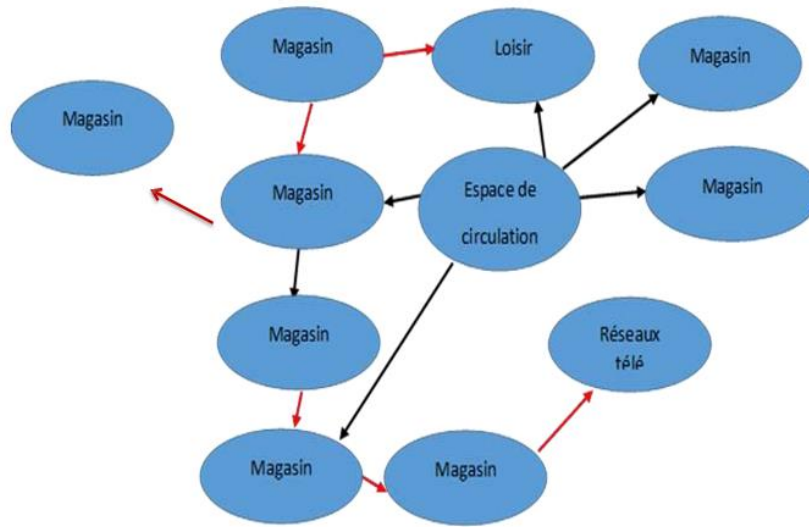 Magasin
Loisir
Magasin
Magasin
Magasin
Espace de
circulation
Magasin
Magasin
Réseaux
télé
Magasin
Magasin